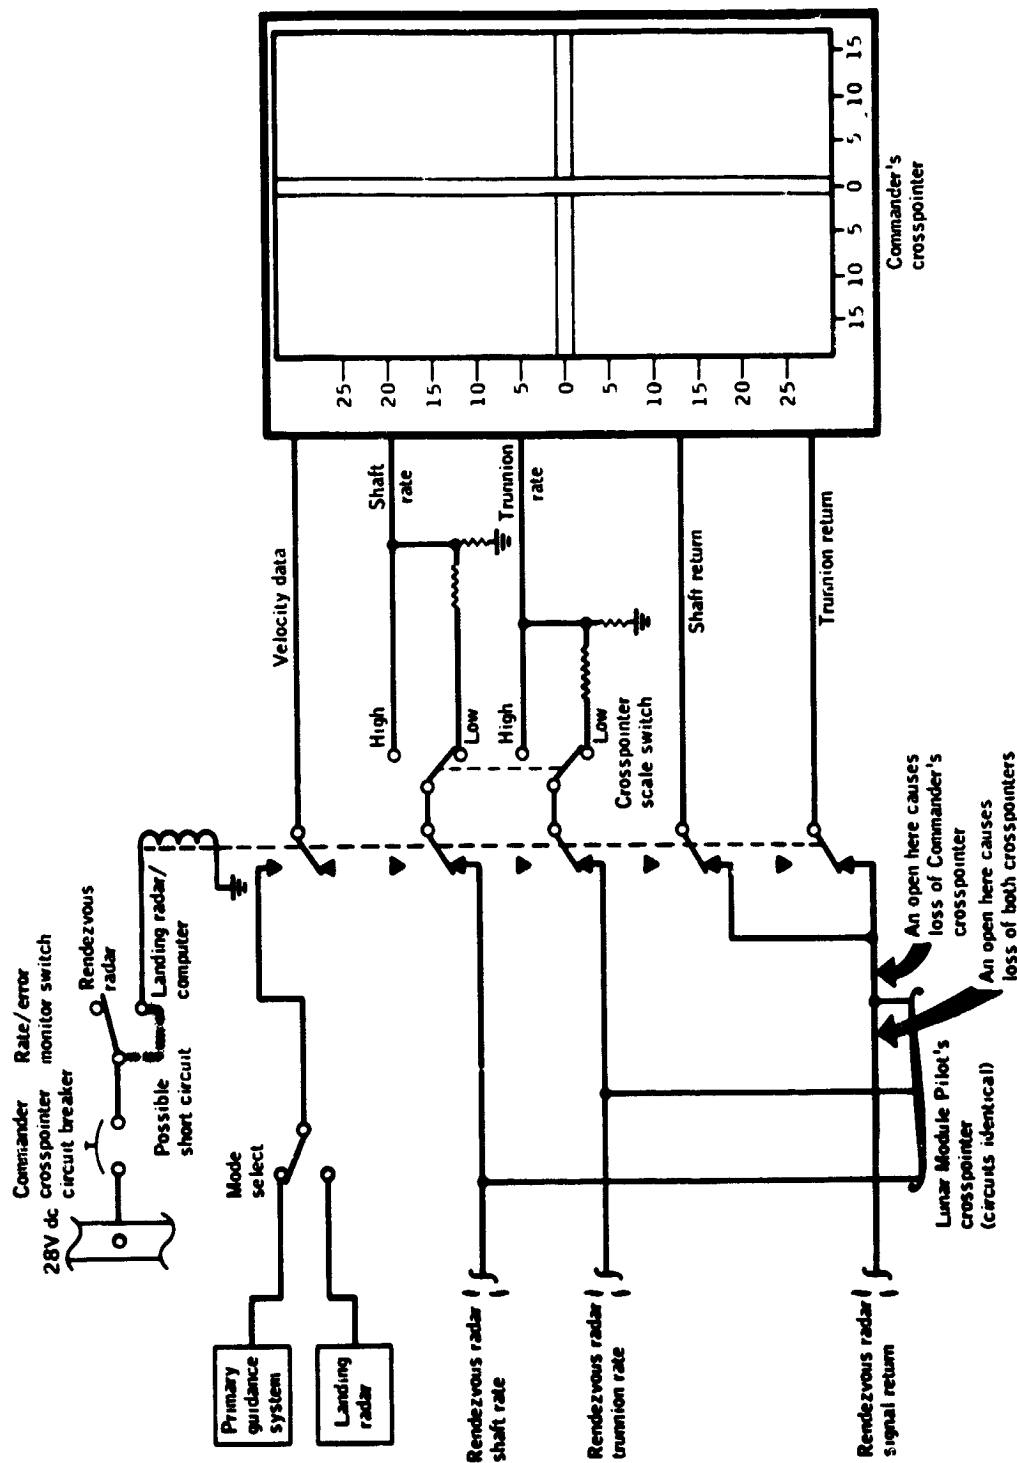 28V dc
Commander
crosspointer
circuit breaker
Rate/error
monitor switch
Rendezvous
radar
Landing radar/
computer
Possible
short circuit
Primary
guidance
system
Landing
radar
Mode
select
Velocity data
High
Low
Shaft
rate
High
Low
Trunnion
rate
Crosspointer
scale switch
Shaft return
Trunnion return
Rendezvous radar
shaft rate
Rendezvous radar
trunnion rate
Rendezvous radar
signal return
Lunar Module Pilot's
crosspointer
(circuits identical)
An open here causes
loss of Commander's
crosspointer
An open here causes
loss of both crosspointers
25
20
15
10
5
0
5
10
15
20
25
15
10
5
0
5
10
15
Commander's
crosspointer